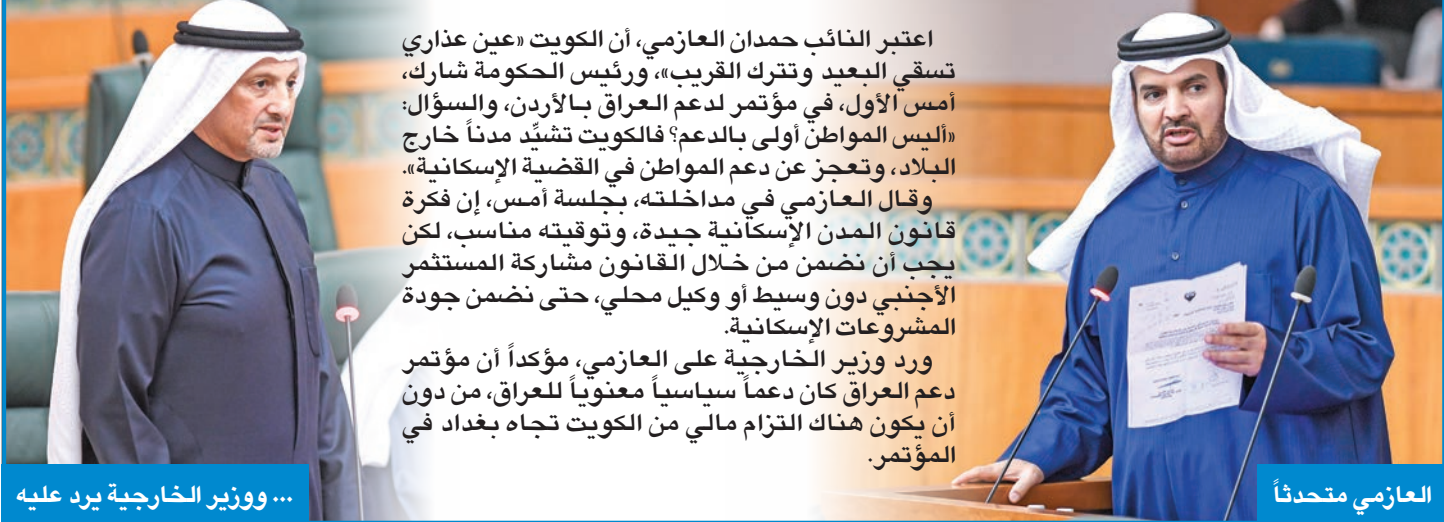 اعتبر النائب حمدان العازمي، أن الكويت «عين عذاري
تسقي البعيد وتترك القريب»، ورئيس الحكومة شارك،
أمس الأول، في مؤتمر لدعم العراق بالأردن، والسؤال:
«أليس المواطن أولى بالدعم؟ فالكويت تشيِّد مدناً خارج
البلاد، وتعجز عن دعم المواطن في القضية الإسكانية».
وقال العازمي في مداخلته، بجلسة أمس، إن فكرة
قانون المدن الإسكانية جيدة، وتوقيته مناسب، لكن
يجب أن نضمن من خلال القانون مشاركة المستثمر
الأجنبي دون وسيط أو وكيل محلي، حتى نضمن جودة
المشروعات الإسكانية.
ورد وزير الخارجية على العازمي، مؤكداً أن مؤتمر
دعم العراق كان دعماً سياسياً معنوياً للعراق، من دون
أن يكون هناك التزام مالي من الكويت تجاه بغداد في
المؤتمر.
العازمي متحدثاً
... ووزير الخارجية يرد عليه